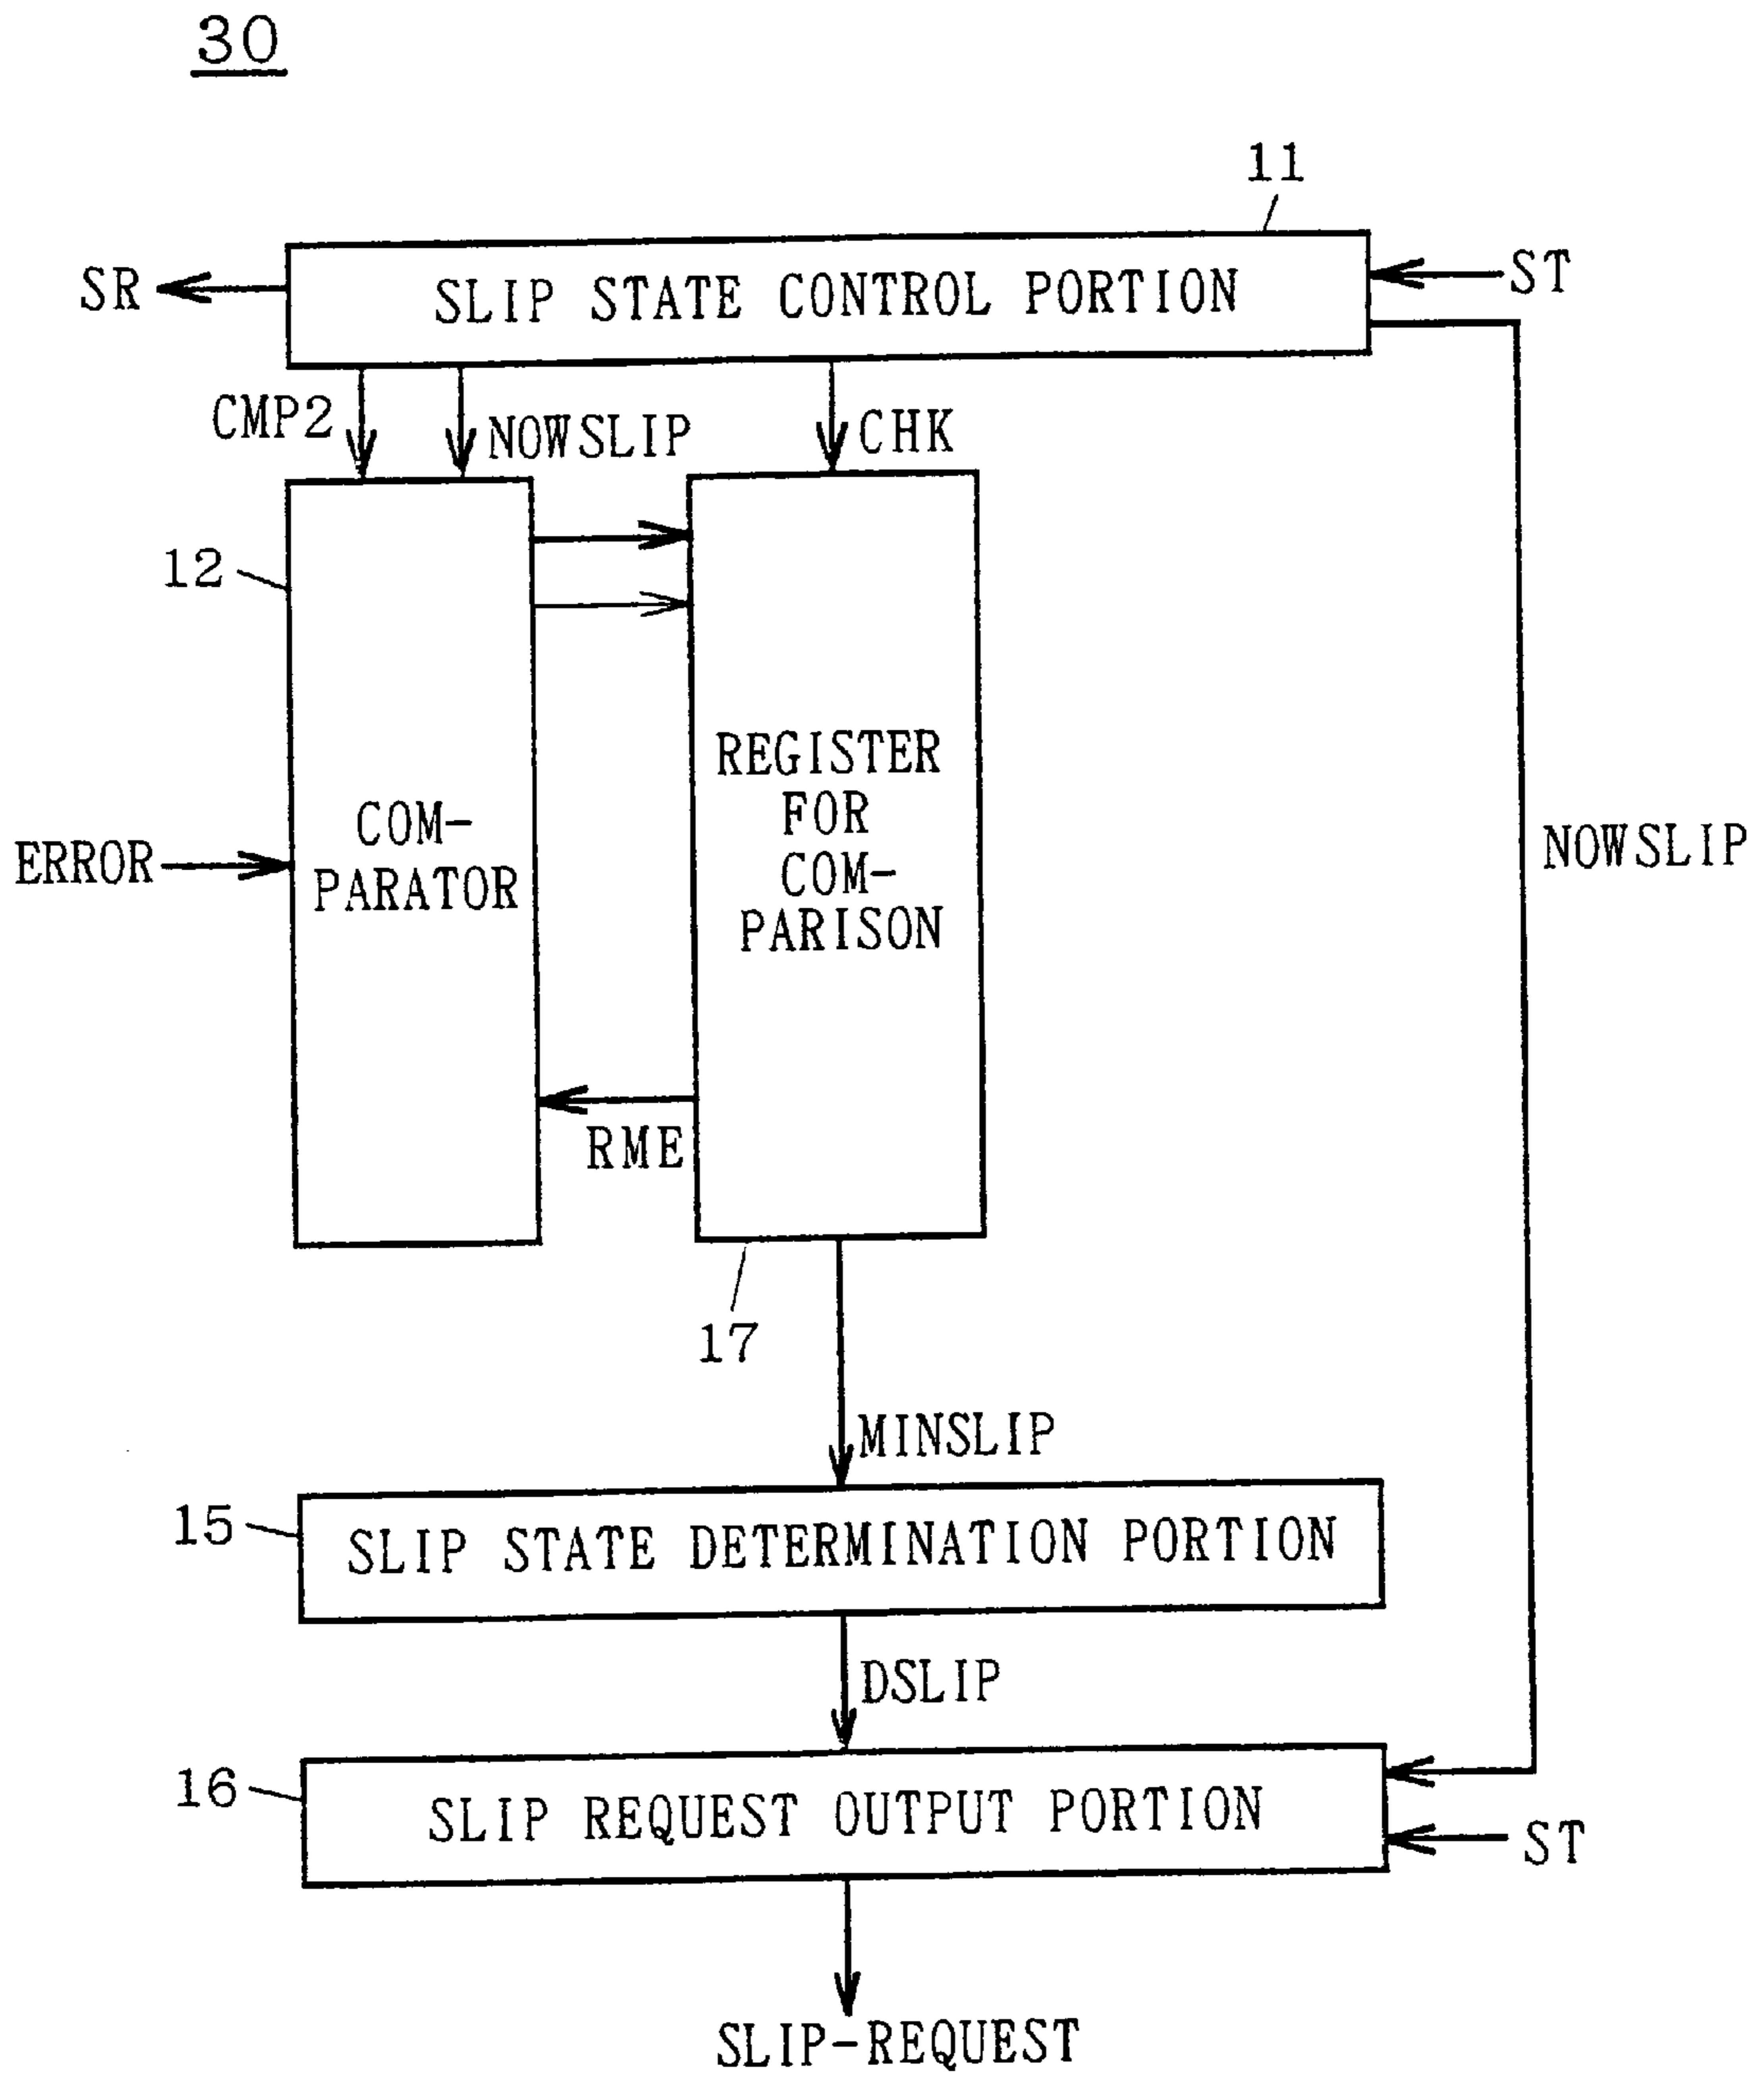 30
11
SR
SLIP STATE CONTROL PORTION
ST
CMP2
NOWSLIP
CHK
12
REGISTER
FOR
COM-
PARISON
COM-
PARATOR
ERROR
NOWSLIP
RME
17
MINSLIP
15
SLIP STATE DETERMINATION PORTION
DSLIP
16
SLIP REQUEST OUTPUT PORTION
ST
SLIP-REQUEST